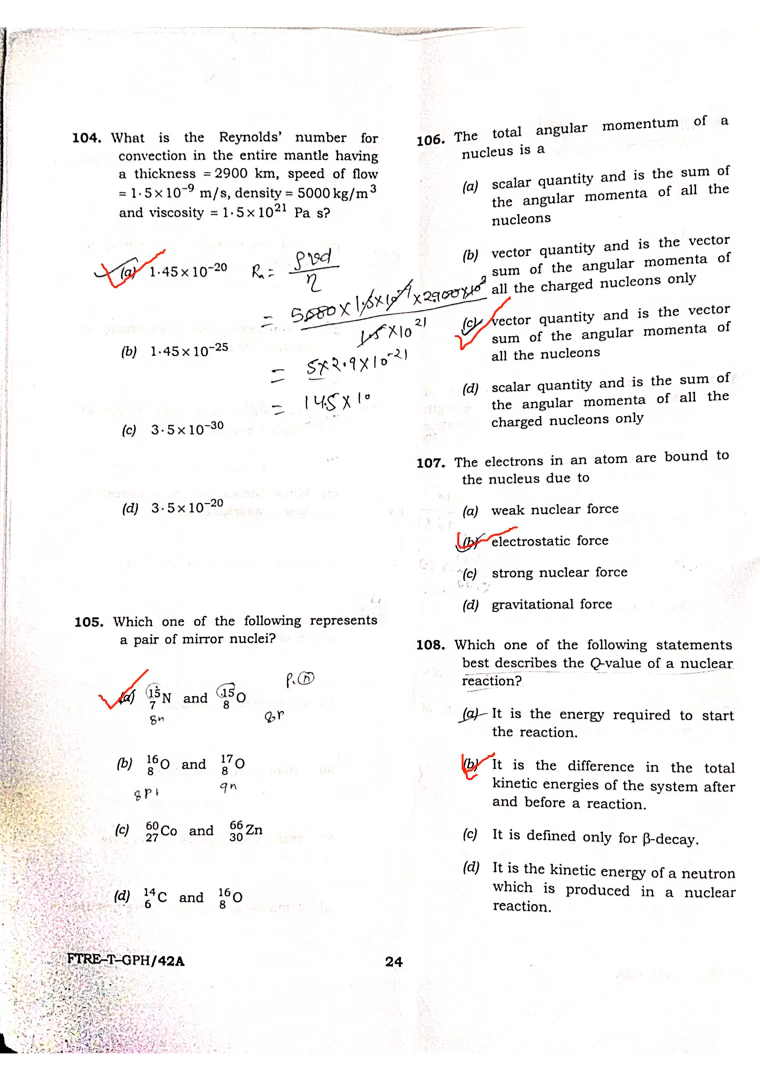 104. What is the Reynolds' number for
convection in the entire mantle having
a thickness = 2900 km, speed of flow
= 1·5×10⁻⁹ m/s, density = 5000 kg/m³
and viscosity = 1·5×10²¹ Pa s?
(a) 1·45×10⁻²⁰
Rₙ = ρvd
η
= 5000 × 1.5×10⁻⁹ × 2900×10³
1.5 × 10²¹
(b) 1·45×10⁻²⁵
= 5×2.9×10⁻²¹
= 14.5 × 10
(c) 3·5×10⁻³⁰
(d) 3·5×10⁻²⁰
105. Which one of the following represents
a pair of mirror nuclei?
p. n
(a) ¹⁵₇N and ¹⁵₈O
8n 8p
(b) ¹⁶₈O and ¹⁷₈O
8p 9n
(c) ⁶⁰₂₇Co and ⁶⁶₃₀Zn
(d) ¹⁴₆C and ¹⁶₈O
106. The total angular momentum of a
nucleus is a
(a) scalar quantity and is the sum of
the angular momenta of all the
nucleons
(b) vector quantity and is the vector
sum of the angular momenta of
all the charged nucleons only
(c) vector quantity and is the vector
sum of the angular momenta of
all the nucleons
(d) scalar quantity and is the sum of
the angular momenta of all the
charged nucleons only
107. The electrons in an atom are bound to
the nucleus due to
(a) weak nuclear force
(b) electrostatic force
(c) strong nuclear force
(d) gravitational force
108. Which one of the following statements
best describes the Q-value of a nuclear
reaction?
(a) It is the energy required to start
the reaction.
(b) It is the difference in the total
kinetic energies of the system after
and before a reaction.
(c) It is defined only for β-decay.
(d) It is the kinetic energy of a neutron
which is produced in a nuclear
reaction.
FTRE-T-GPH/42A
24